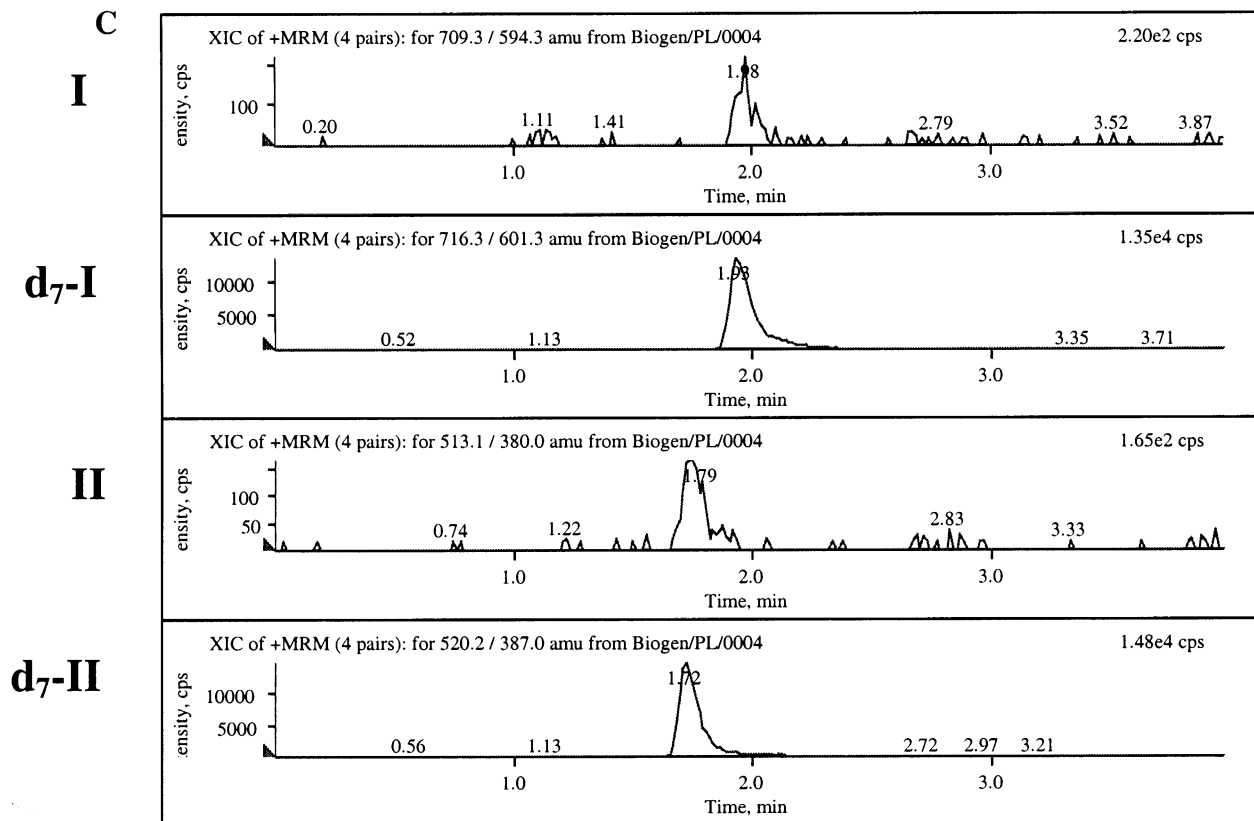 C
I
XIC of +MRM (4 pairs): for 709.3 / 594.3 amu from Biogen/PL/0004 2.20e2 cps
ensity, cps
100
0.20 1.11 1.41 1.98 2.79 3.52 3.87
1.0 2.0 3.0
Time, min
d7-I
XIC of +MRM (4 pairs): for 716.3 / 601.3 amu from Biogen/PL/0004 1.35e4 cps
ensity, cps
10000
5000
0.52 1.13 1.93 3.35 3.71
1.0 2.0 3.0
Time, min
II
XIC of +MRM (4 pairs): for 513.1 / 380.0 amu from Biogen/PL/0004 1.65e2 cps
ensity, cps
100
50
0.74 1.22 1.79 2.83 3.33
1.0 2.0 3.0
Time, min
d7-II
XIC of +MRM (4 pairs): for 520.2 / 387.0 amu from Biogen/PL/0004 1.48e4 cps
ensity, cps
10000
5000
0.56 1.13 1.72 2.72 2.97 3.21
1.0 2.0 3.0
Time, min